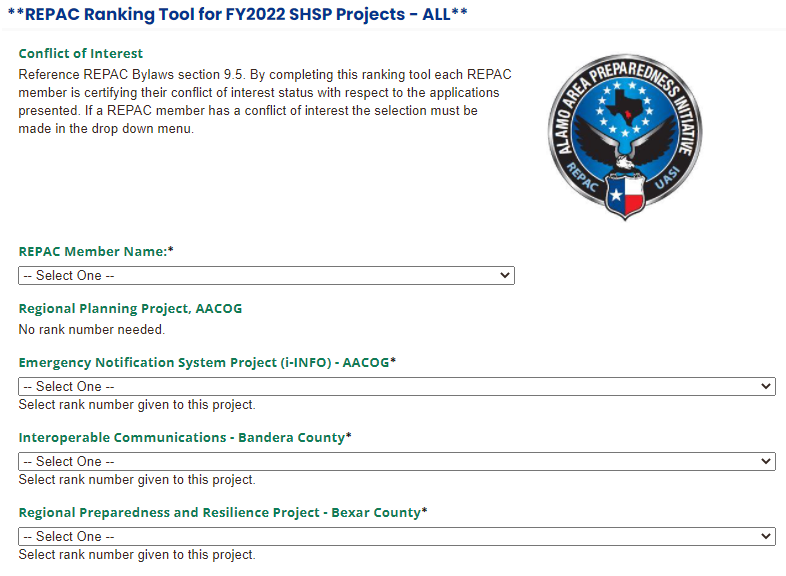 **REPAC Ranking Tool for FY2022 SHSP Projects - ALL**
Conflict of Interest
Reference REPAC Bylaws section 9.5. By completing this ranking tool each REPAC
member is certifying their conflict of interest status with respect to the applications
presented. If a REPAC member has a conflict of interest the selection must be
made in the drop down menu.
ALAMO AREA PREPAREDNESS INITIATIVE
REPAC UASI
REPAC Member Name:*
-- Select One --
Regional Planning Project, AACOG
No rank number needed.
Emergency Notification System Project (i-INFO) - AACOG*
-- Select One --
Select rank number given to this project.
Interoperable Communications - Bandera County*
-- Select One --
Select rank number given to this project.
Regional Preparedness and Resilience Project - Bexar County*
-- Select One --
Select rank number given to this project.